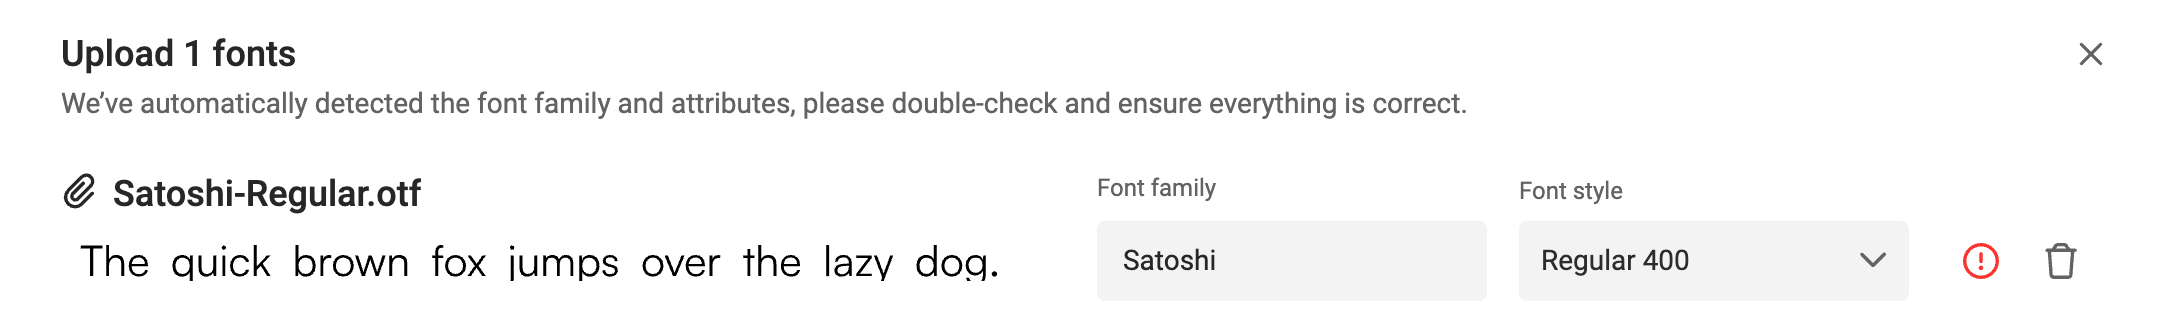 Upload 1 fonts
We’ve automatically detected the font family and attributes, please double-check and ensure everything is correct.
Satoshi-Regular.otf
The quick brown fox jumps over the lazy dog.
Font family
Satoshi
Font style
Regular 400